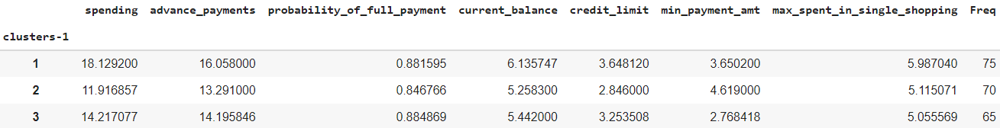 spending advance_payments probability_of_full_payment current_balance credit_limit min_payment_amt max_spent_in_single_shopping Freq
clusters-1
1 18.129200 16.058000 0.881595 6.135747 3.648120 3.650200 5.987040 75
2 11.916857 13.291000 0.846766 5.258300 2.846000 4.619000 5.115071 70
3 14.217077 14.195846 0.884869 5.442000 3.253508 2.768418 5.055569 65